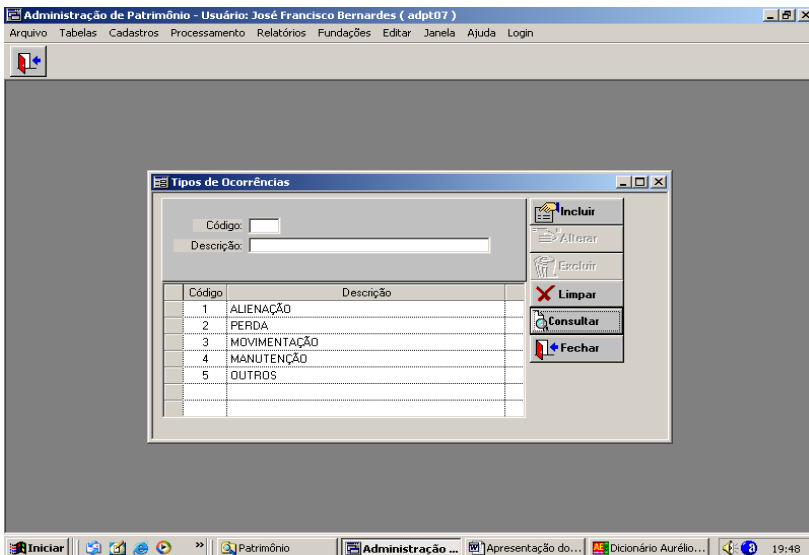 Administração de Patrimônio - Usuário: José Francisco Bernardes ( adpt07 )
Arquivo Tabelas Cadastros Processamento Relatórios Fundações Editar Janela Ajuda Login
Tipos de Ocorrências
Código:
Descrição:
Incluir
Alterar
Excluir
Limpar
Consultar
Fechar
Código Descrição
1 ALIENAÇÃO
2 PERDA
3 MOVIMENTAÇÃO
4 MANUTENÇÃO
5 OUTROS
Iniciar » Patrimônio Administração ... Apresentação do... Dicionário Aurélio... 19:48